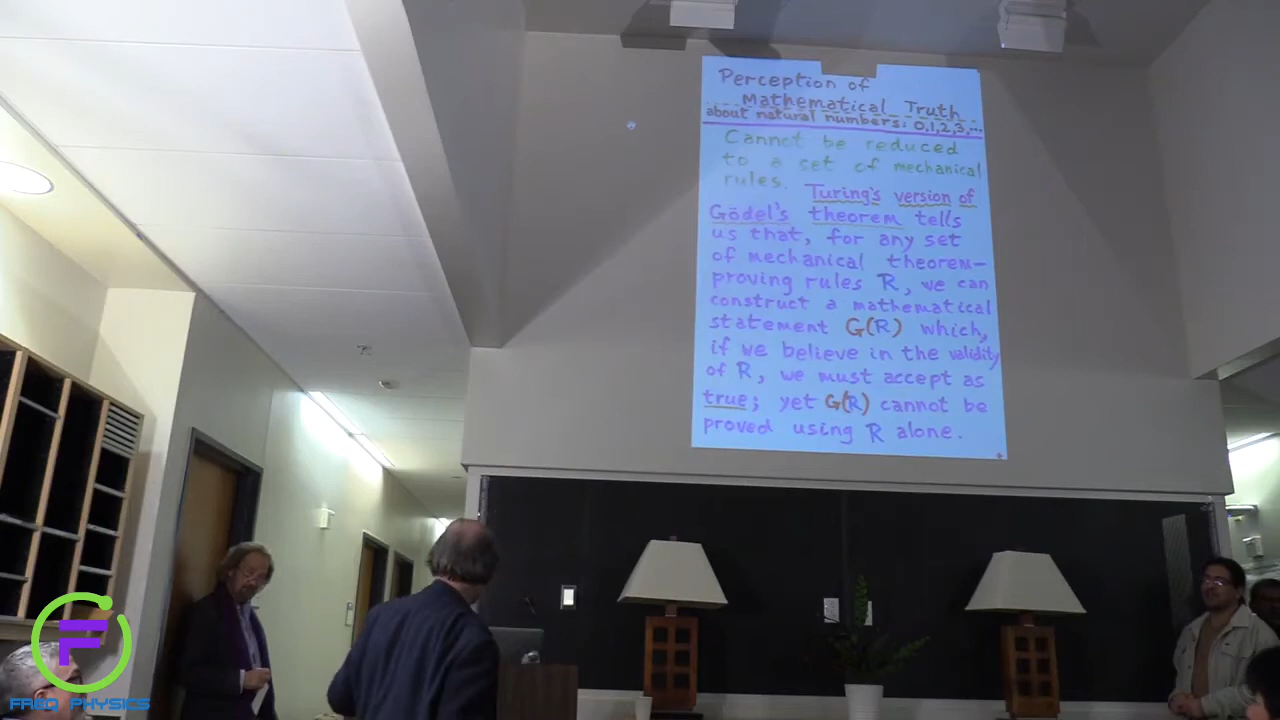 Perception of
Mathematical Truth
about natural numbers: 0,1,2,3,...
Cannot be reduced
to a set of mechanical
rules. Turing's version of
Gödel's theorem tells
us that, for any set
of mechanical theorem-
proving rules R, we can
construct a mathematical
statement G(R) which,
if we believe in the validity
of R, we must accept as
true; yet G(R) cannot be
proved using R alone.
F
FREQ PHYSICS